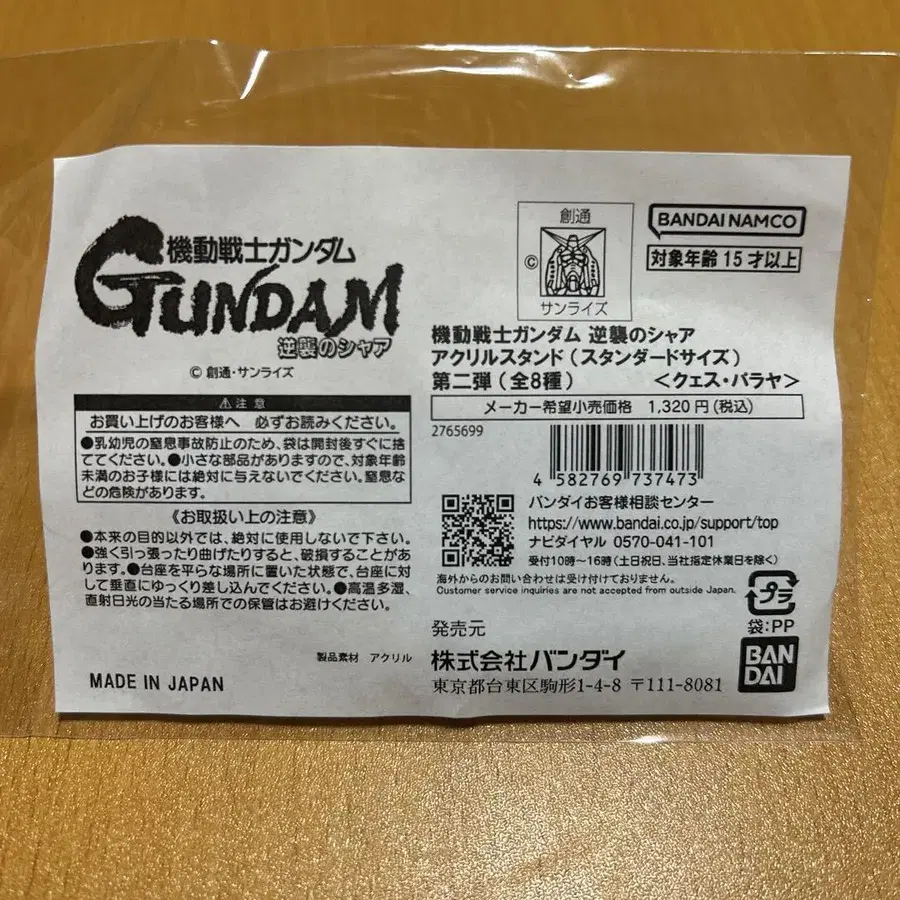 機動戦士ガンダム
GUNDAM
逆襲のシャア
© 創通・サンライズ
⚠注意
お買い上げのお客様へ 必ずお読みください。
●乳幼児の窒息事故防止のため、袋は開封後すぐに捨
ててください。●小さな部品がありますので、対象年齢
未満のお子様には絶対に与えないでください。窒息な
どの危険があります。
《お取扱い上の注意》
●本来の目的以外では、絶対に使用しないで下さい。
●強く引っ張ったり曲げたりすると、破損することがあ
ります。●台座を平らな場所に置いた状態で、台座に対
して垂直にゆっくり差し込んでください。●高温多湿、
直射日光の当たる場所での保管はお避けください。
製品素材 アクリル
MADE IN JAPAN
創通
©
サンライズ
BANDAI NAMCO
対象年齢 15才以上
機動戦士ガンダム 逆襲のシャア
アクリルスタンド(スタンダードサイズ)
第二弾(全8種) <クェス・パラヤ>
メーカー希望小売価格 1,320円(税込)
2765699
4 582769 737473
バンダイお客様相談センター
https://www.bandai.co.jp/support/top
ナビダイヤル 0570-041-101
受付10時～16時(土日祝日、当社指定休業日を除く)
海外からのお問い合わせは受け付けておりません。
Customer service inquiries are not accepted from outside Japan.
プラ
袋:PP
発売元
株式会社バンダイ
東京都台東区駒形1-4-8 〒111-8081
BAN
DAI